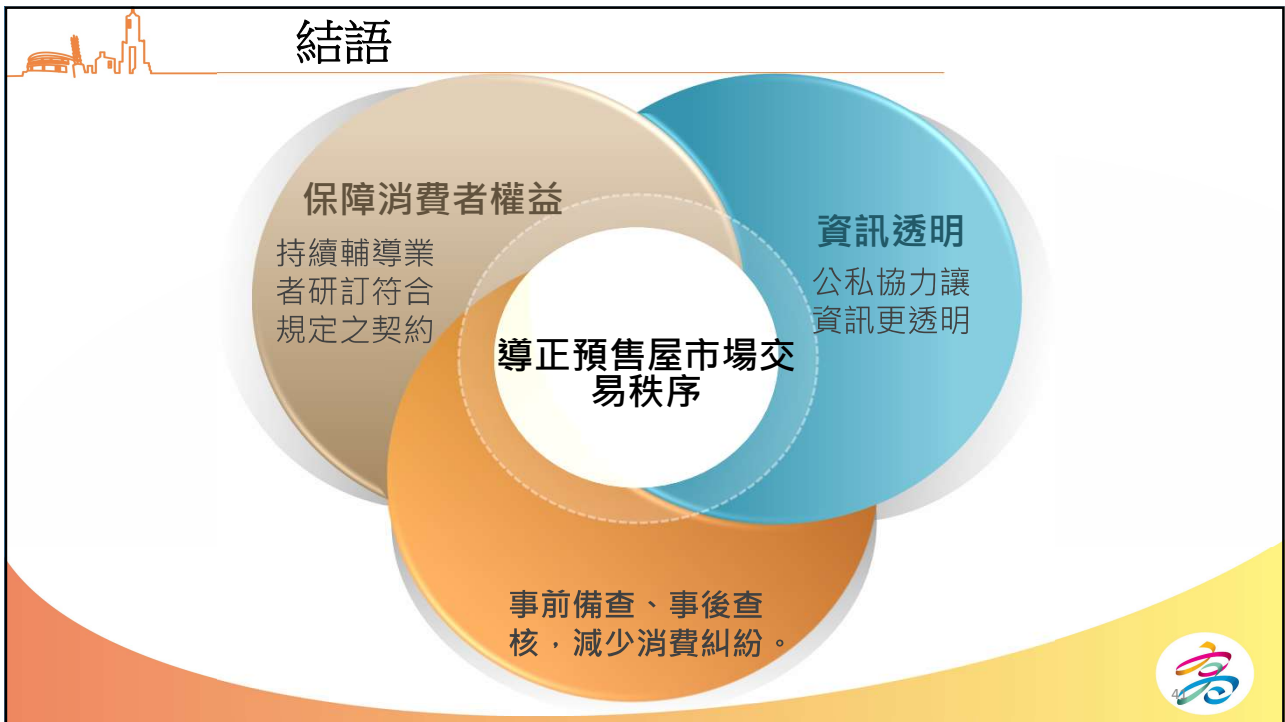 結語
保障消費者權益
持續輔導業
者研訂符合
規定之契約
資訊透明
公私協力讓
資訊更透明
導正預售屋市場交
易秩序
事前備查、事後查
核，減少消費糾紛。